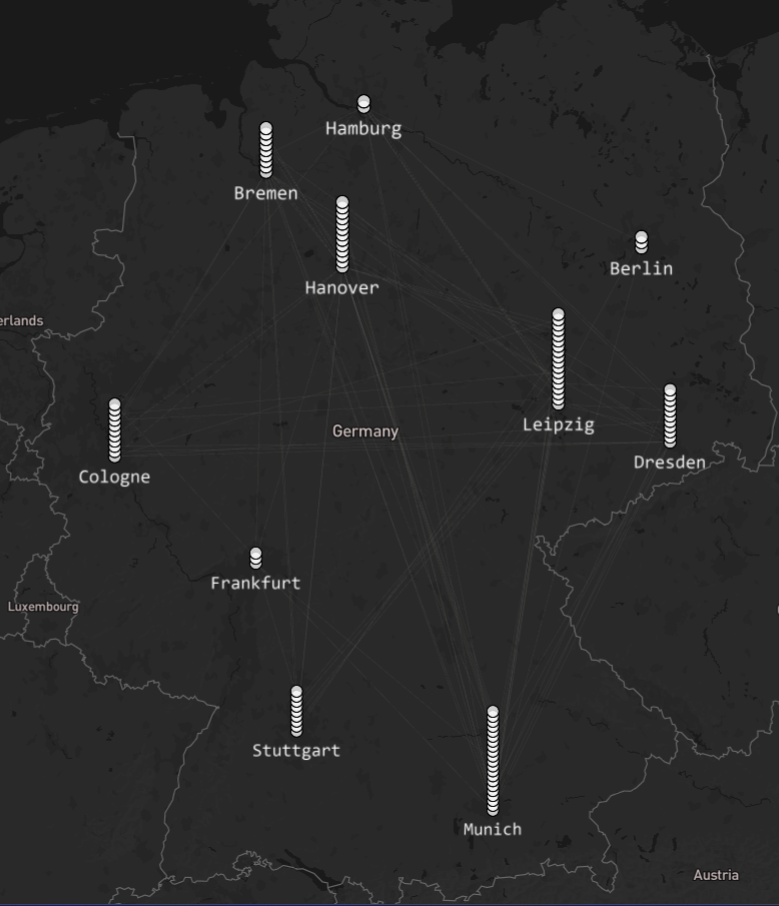 Hamburg
Bremen
Berlin
Hanover
erlands
Leipzig
Germany
Dresden
Cologne
Frankfurt
Luxembourg
Stuttgart
Munich
Austria